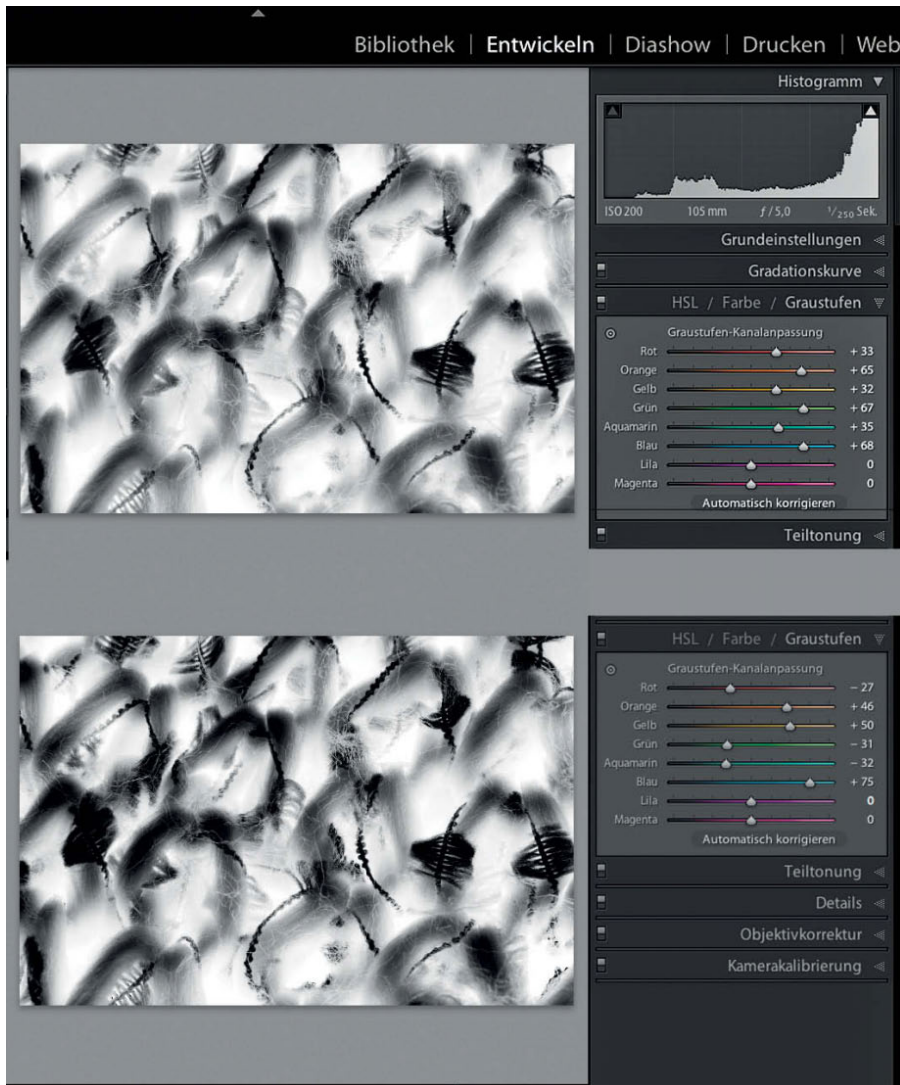 Bibliothek | Entwickeln | Diashow | Drucken | Web
Histogramm
ISO 200 105 mm ƒ / 5,0 1/250 Sek.
Grundeinstellungen
Gradationskurve
HSL / Farbe / Graustufen
Graustufen-Kanalanpassung
Rot + 33
Orange + 65
Gelb + 32
Grün + 67
Aquamarin + 35
Blau + 68
Lila 0
Magenta 0
Automatisch korrigieren
Teiltonung
HSL / Farbe / Graustufen
Graustufen-Kanalanpassung
Rot − 27
Orange + 46
Gelb + 50
Grün − 31
Aquamarin − 32
Blau + 75
Lila 0
Magenta 0
Automatisch korrigieren
Teiltonung
Details
Objektivkorrektur
Kamerakalibrierung